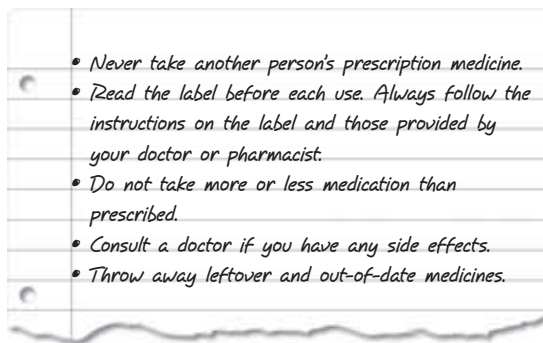 • Never take another person's prescription medicine.
• Read the label before each use. Always follow the
instructions on the label and those provided by
your doctor or pharmacist.
• Do not take more or less medication than
prescribed.
• Consult a doctor if you have any side effects.
• Throw away leftover and out-of-date medicines.